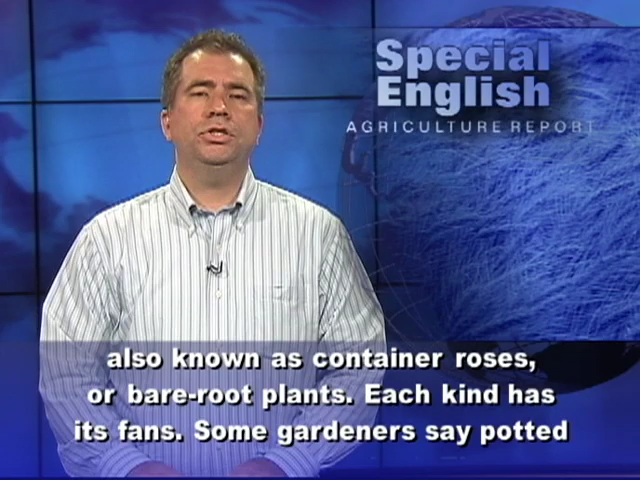 Special
English
AGRICULTURE REPORT
also known as container roses,
or bare-root plants. Each kind has
its fans. Some gardeners say potted